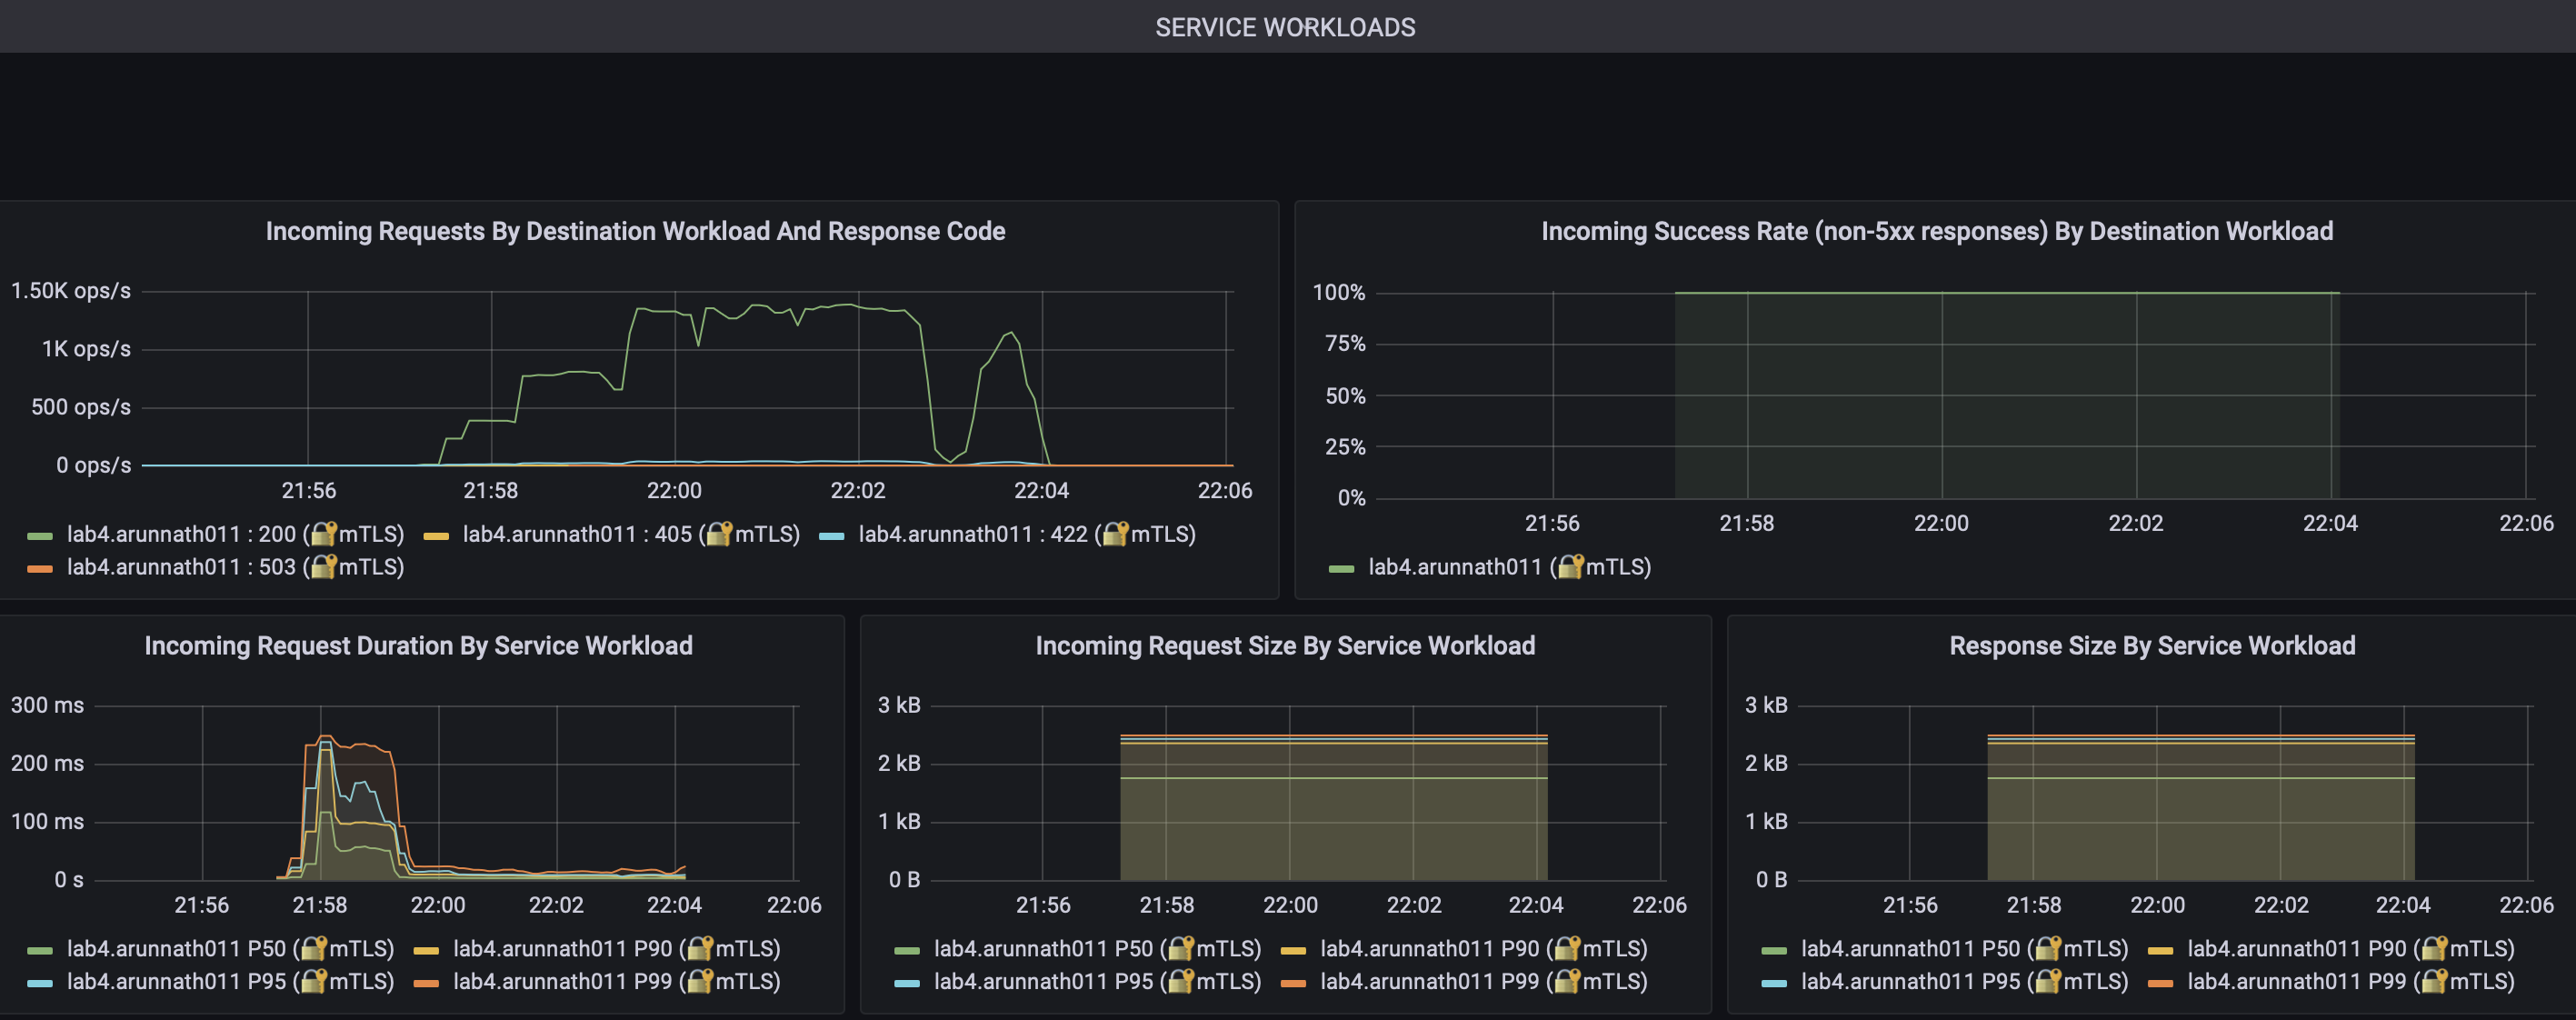 SERVICE WORKLOADS
Incoming Requests By Destination Workload And Response Code
1.50K ops/s
1K ops/s
500 ops/s
0 ops/s
21:56 21:58 22:00 22:02 22:04 22:06
lab4.arunnath011 : 200 (🔐mTLS) lab4.arunnath011 : 405 (🔐mTLS) lab4.arunnath011 : 422 (🔐mTLS)
lab4.arunnath011 : 503 (🔐mTLS)
Incoming Success Rate (non-5xx responses) By Destination Workload
100%
75%
50%
25%
0%
21:56 21:58 22:00 22:02 22:04 22:06
lab4.arunnath011 (🔐mTLS)
Incoming Request Duration By Service Workload
300 ms
200 ms
100 ms
0 s
21:56 21:58 22:00 22:02 22:04 22:06
lab4.arunnath011 P50 (🔐mTLS) lab4.arunnath011 P90 (🔐mTLS)
lab4.arunnath011 P95 (🔐mTLS) lab4.arunnath011 P99 (🔐mTLS)
Incoming Request Size By Service Workload
3 kB
2 kB
1 kB
0 B
21:56 21:58 22:00 22:02 22:04 22:06
lab4.arunnath011 P50 (🔐mTLS) lab4.arunnath011 P90 (🔐mTLS)
lab4.arunnath011 P95 (🔐mTLS) lab4.arunnath011 P99 (🔐mTLS)
Response Size By Service Workload
3 kB
2 kB
1 kB
0 B
21:56 21:58 22:00 22:02 22:04 22:06
lab4.arunnath011 P50 (🔐mTLS) lab4.arunnath011 P90 (🔐mTLS)
lab4.arunnath011 P95 (🔐mTLS) lab4.arunnath011 P99 (🔐mTLS)